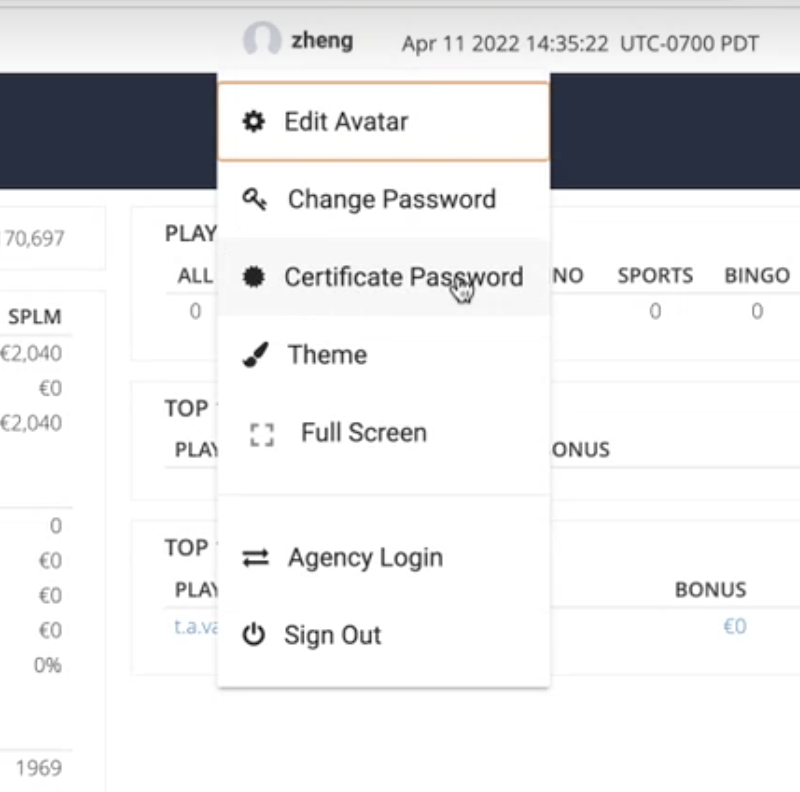 zheng Apr 11 2022 14:35:22 UTC-0700 PDT
Edit Avatar
Change Password
Certificate Password
Theme
Full Screen
Agency Login
Sign Out
70,697
SPLM
€2,040
€0
€2,040
0
€0
€0
€0
0%
1969
PLAY
ALL NO SPORTS BINGO
0 0 0
TOP
PLAY ONUS
TOP
PLAY BONUS
t.a.va €0